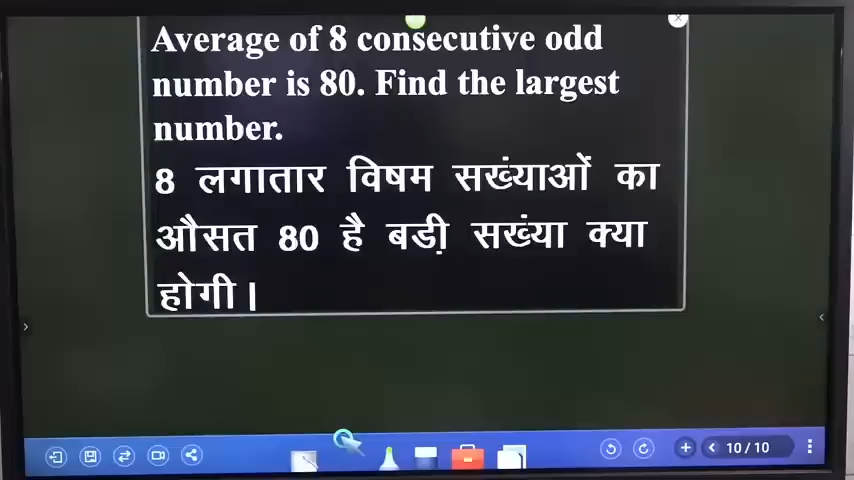 Average of 8 consecutive odd
number is 80. Find the largest
number.
8 लगातार विषम सख्ंयाओं का
औसत 80 है बडी़ सख्ंया क्या
होगी।
10/10